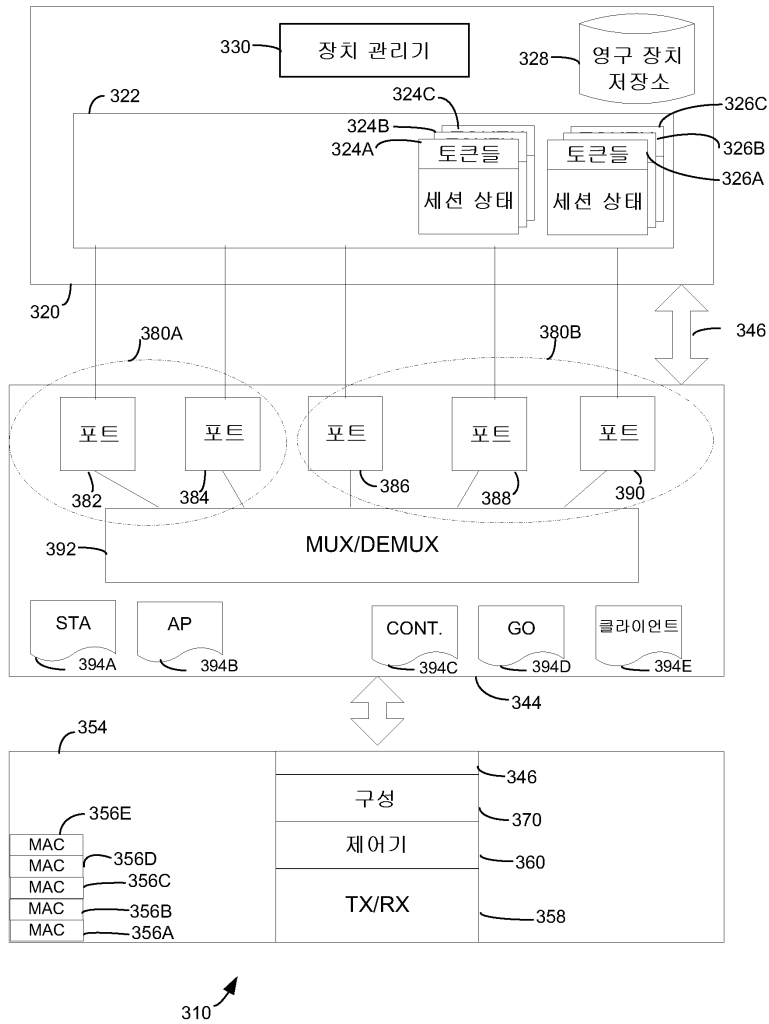 330
장치 관리기
328
영구 장치
저장소
322
324C
324B
324A
326C
326B
326A
토큰들
세션 상태
토큰들
세션 상태
320
346
380A
380B
포트
포트
포트
포트
포트
382
384
386
388
390
392
MUX/DEMUX
STA
AP
CONT.
GO
클라이언트
394A
394B
394C
394D
394E
344
354
346
구성
370
제어기
360
TX/RX
358
356E
MAC
356D
MAC
356C
MAC
356B
MAC
356A
MAC
310